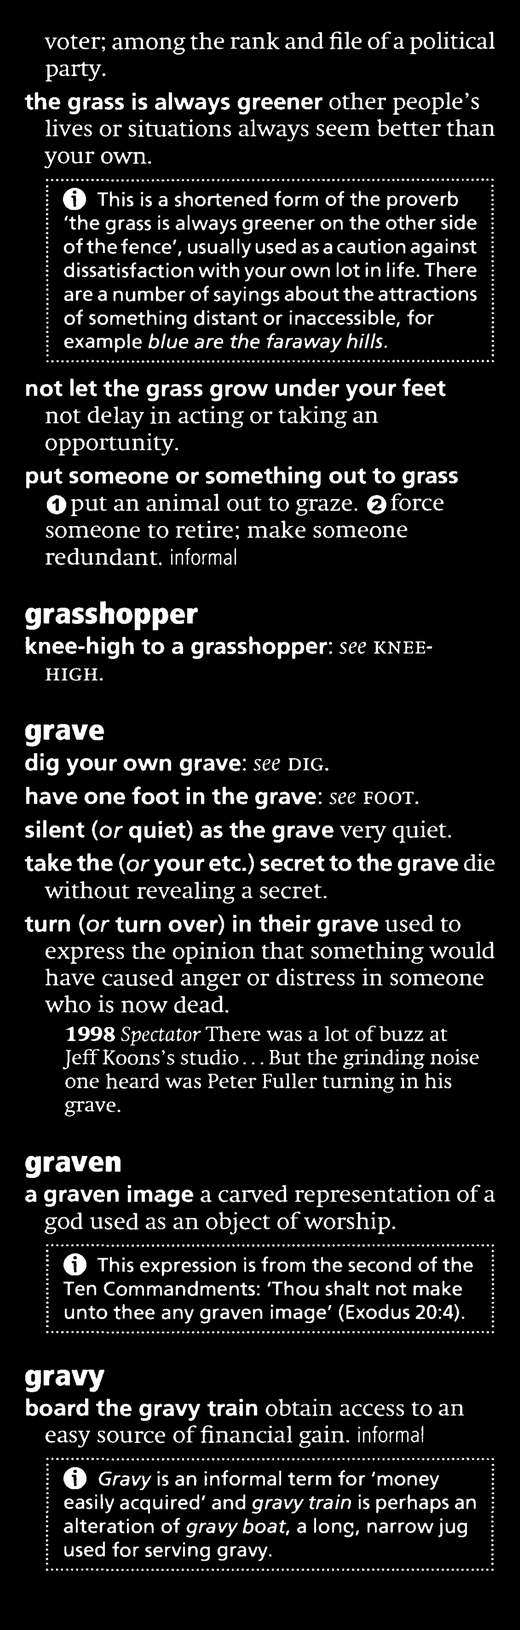 voter; among the rank and file of a political
party.
the grass is always greener other people's
lives or situations always seem better than
your own.
i This is a shortened form of the proverb
'the grass is always greener on the other side
of the fence', usually used as a caution against
dissatisfaction with your own lot in life. There
are a number of sayings about the attractions
of something distant or inaccessible, for
example blue are the faraway hills.
not let the grass grow under your feet
not delay in acting or taking an
opportunity.
put someone or something out to grass
❶ put an animal out to graze. ❷ force
someone to retire; make someone
redundant. informal
grasshopper
knee-high to a grasshopper: see KNEE-
HIGH.
grave
dig your own grave: see DIG.
have one foot in the grave: see FOOT.
silent (or quiet) as the grave very quiet.
take the (or your etc.) secret to the grave die
without revealing a secret.
turn (or turn over) in their grave used to
express the opinion that something would
have caused anger or distress in someone
who is now dead.
1998 Spectator There was a lot of buzz at
Jeff Koons's studio... But the grinding noise
one heard was Peter Fuller turning in his
grave.
graven
a graven image a carved representation of a
god used as an object of worship.
i This expression is from the second of the
Ten Commandments: 'Thou shalt not make
unto thee any graven image' (Exodus 20:4).
gravy
board the gravy train obtain access to an
easy source of financial gain. informal
i Gravy is an informal term for 'money
easily acquired' and gravy train is perhaps an
alteration of gravy boat, a long, narrow jug
used for serving gravy.